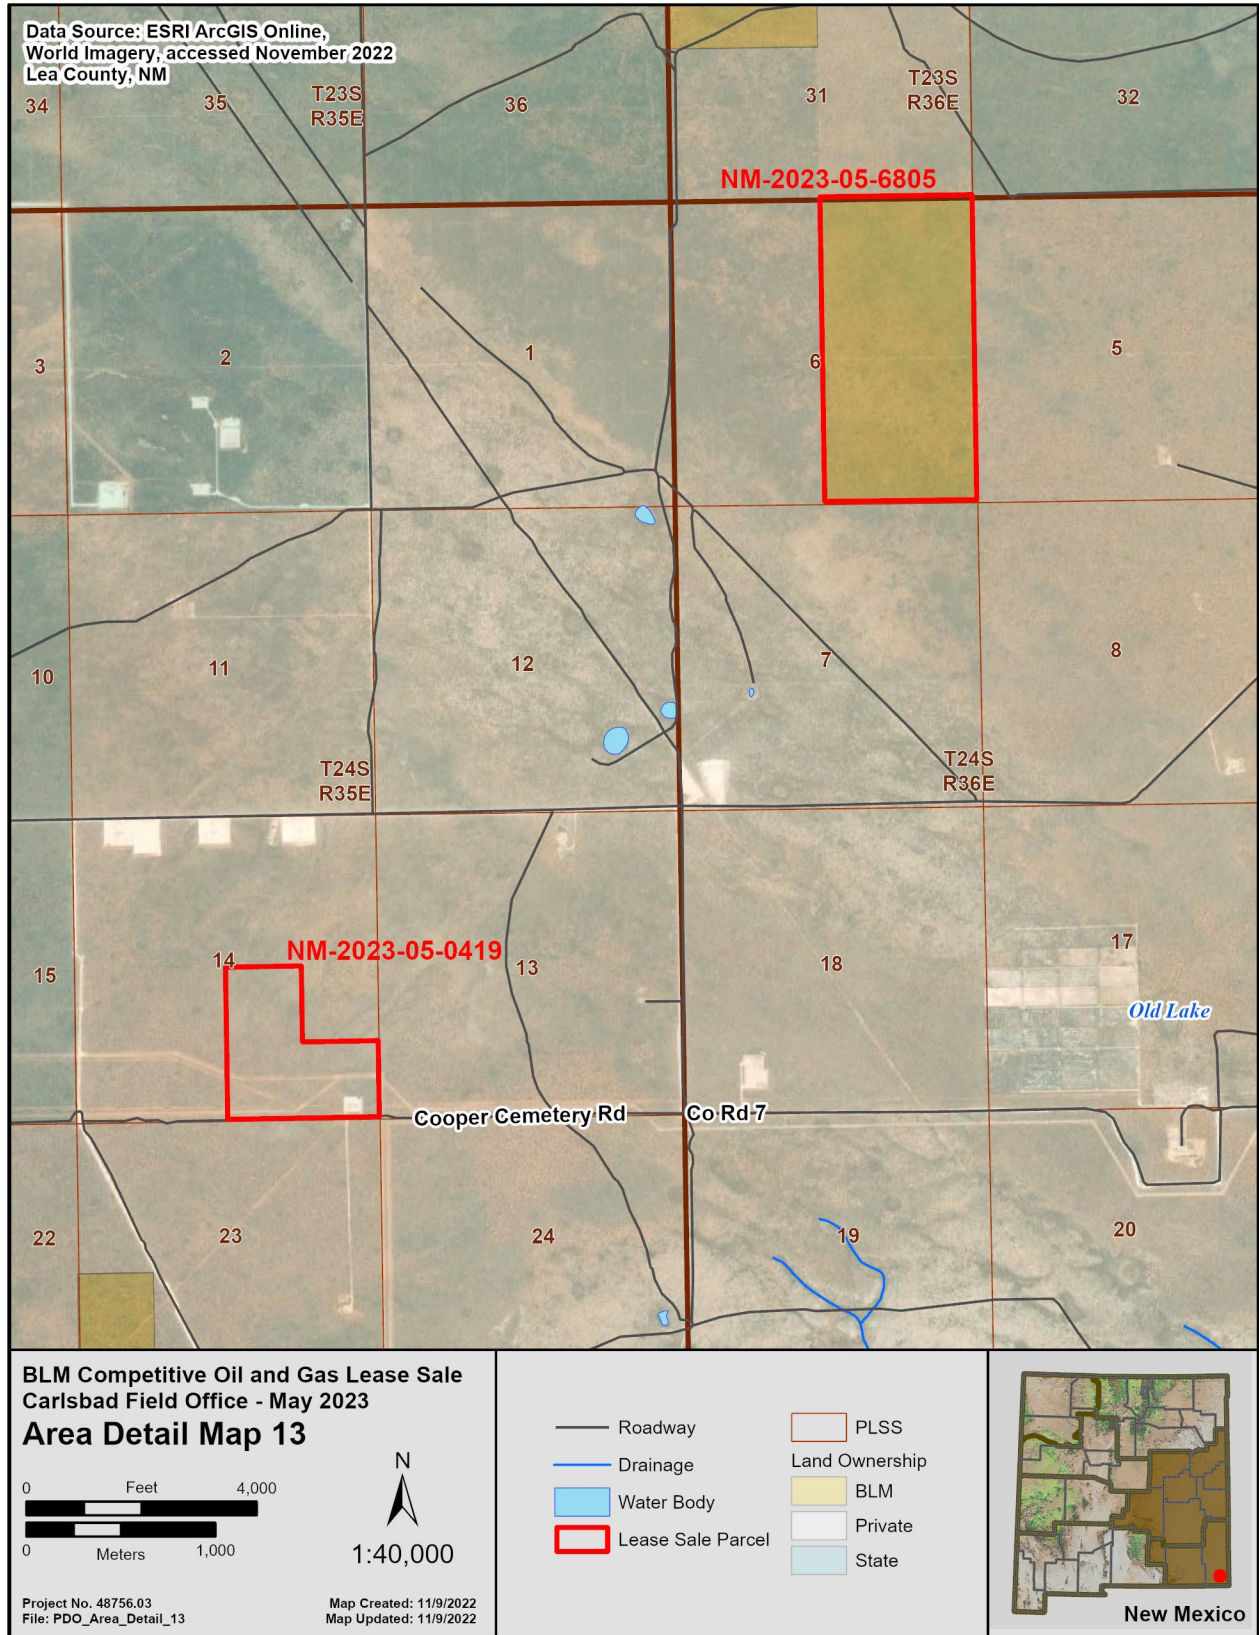 Data Source: ESRI ArcGIS Online,
World Imagery, accessed November 2022
Lea County, NM
34
35
T23S
R35E
36
31
T23S
R36E
32
NM-2023-05-6805
3
2
1
6
5
10
11
12
7
8
T24S
R35E
T24S
R36E
15
14
NM-2023-05-0419
13
18
17
Old Lake
Cooper Cemetery Rd
Co Rd 7
22
23
24
19
20
BLM Competitive Oil and Gas Lease Sale
Carlsbad Field Office - May 2023
Area Detail Map 13
0 Feet 4,000
0 Meters 1,000
N
1:40,000
Project No. 48756.03
File: PDO_Area_Detail_13
Map Created: 11/9/2022
Map Updated: 11/9/2022
Roadway
Drainage
Water Body
Lease Sale Parcel
PLSS
Land Ownership
BLM
Private
State
New Mexico